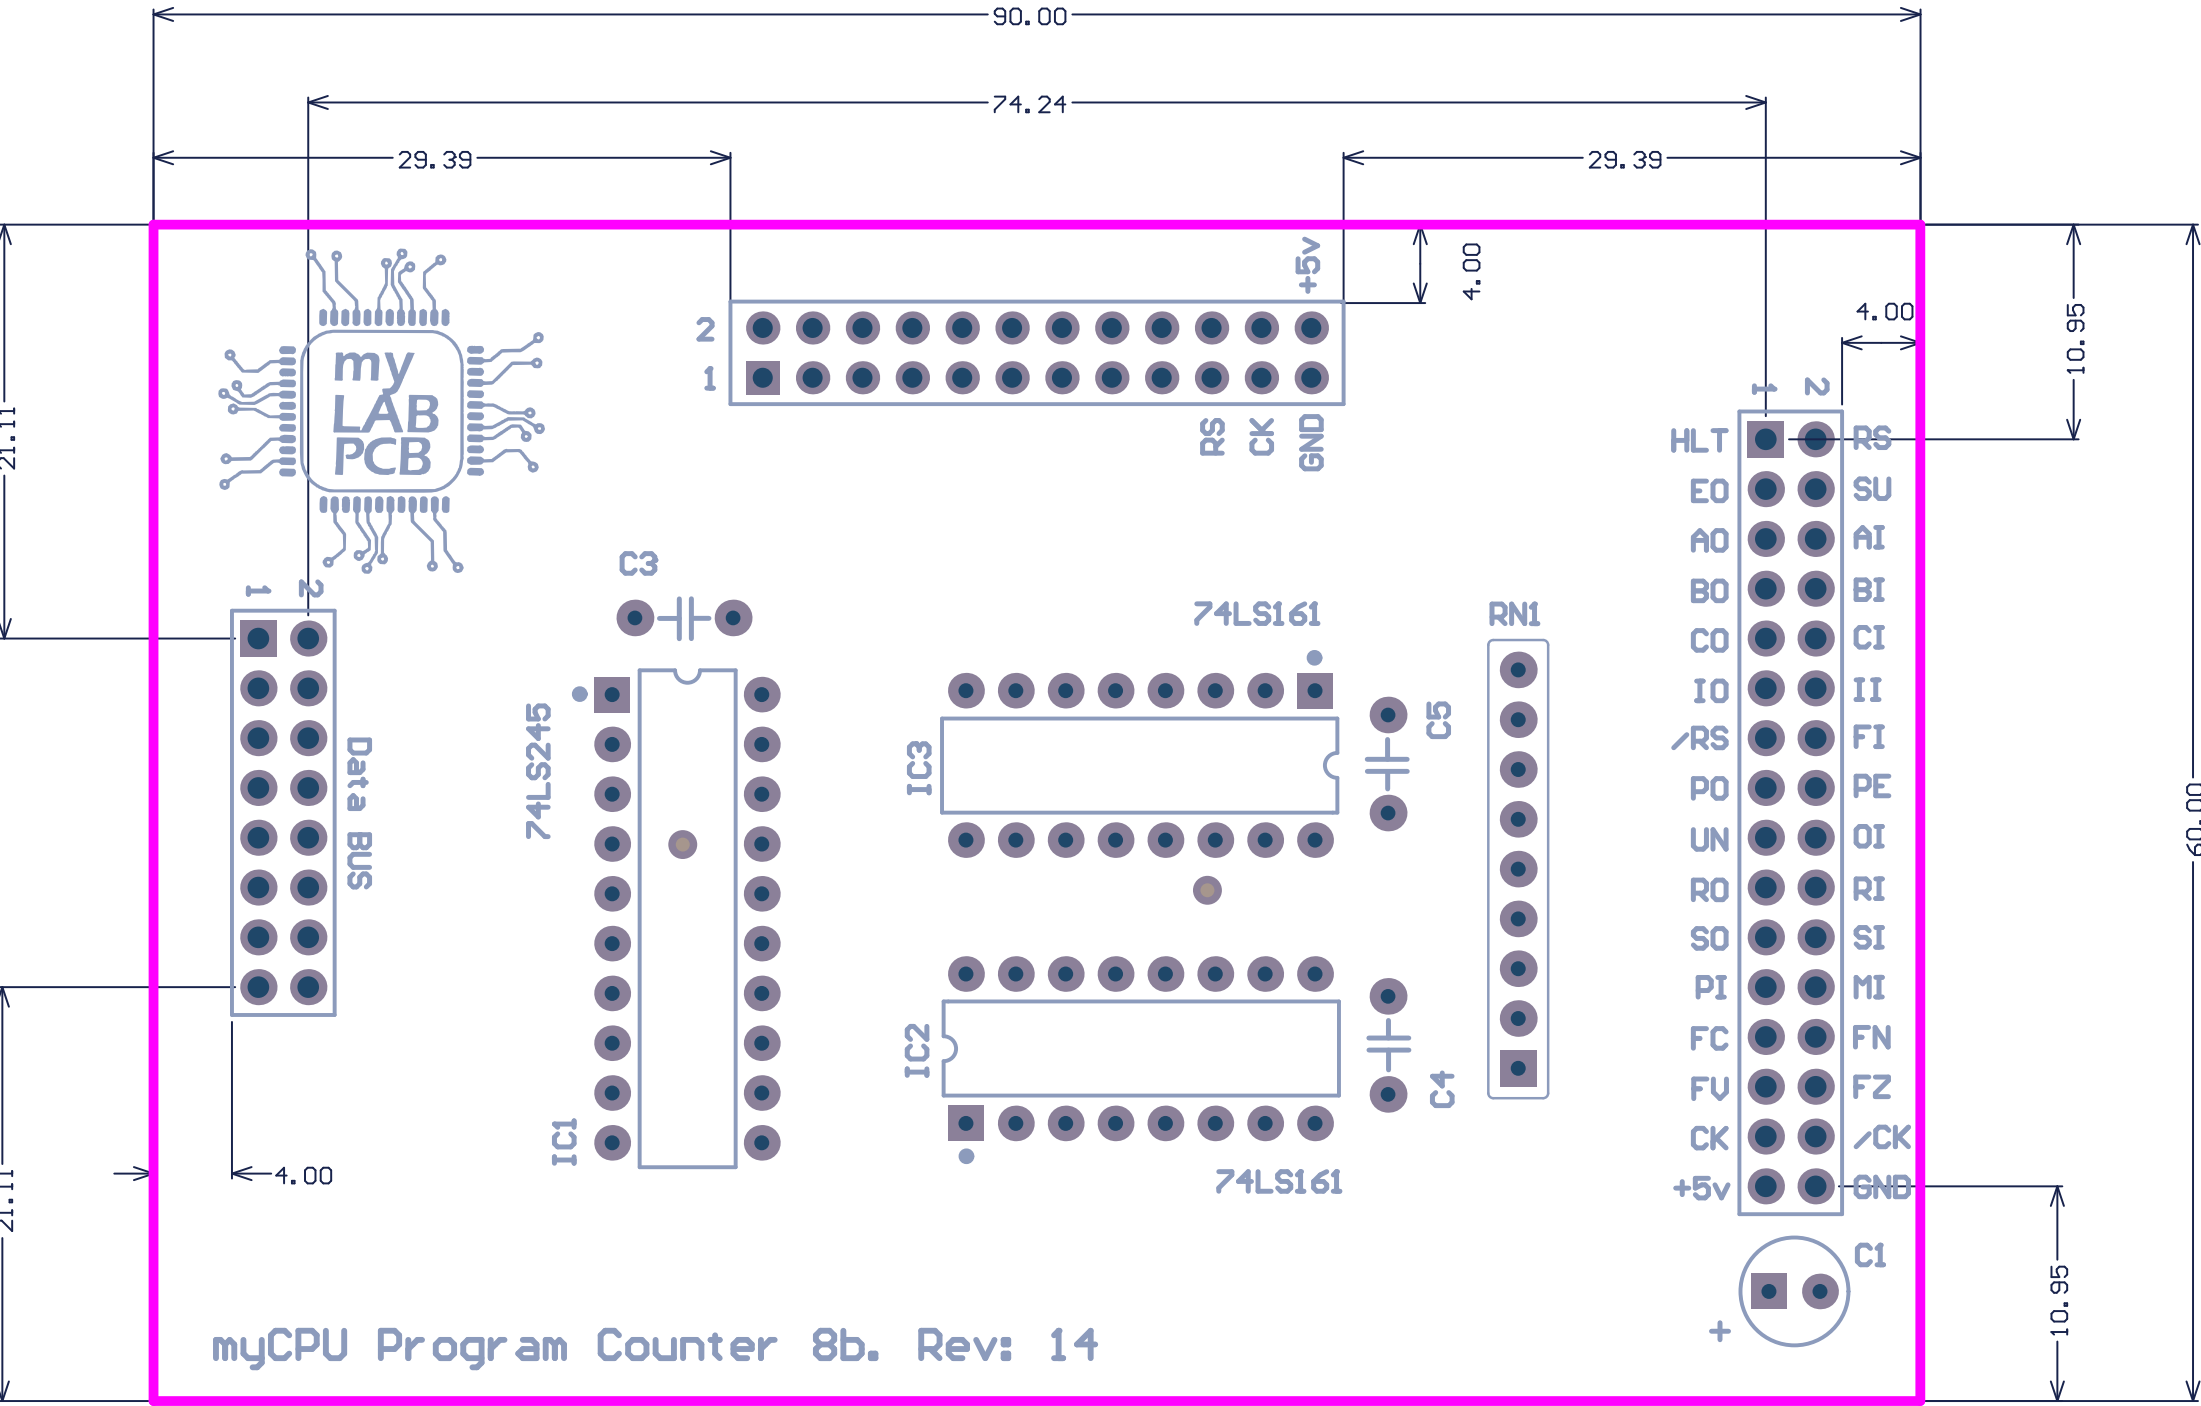 90.00
74.24
29.39
29.39
+5v
4.00
4.00
10.95
2
1
my
LAB
PCB
RS
CK
GND
21.11
1
2
HLT
RS
EO
SU
AO
AI
BO
BI
CO
CI
IO
II
/RS
FI
PO
PE
UN
OI
RO
RI
SO
SI
PI
MI
FC
FN
FV
FZ
CK
/CK
+5v
GND
1
2
Data BUS
C3
74LS245
IC1
74LS161
IC3
C5
RN1
IC2
C4
74LS161
60.00
4.00
21.11
C1
+
10.95
myCPU Program Counter 8b. Rev: 14